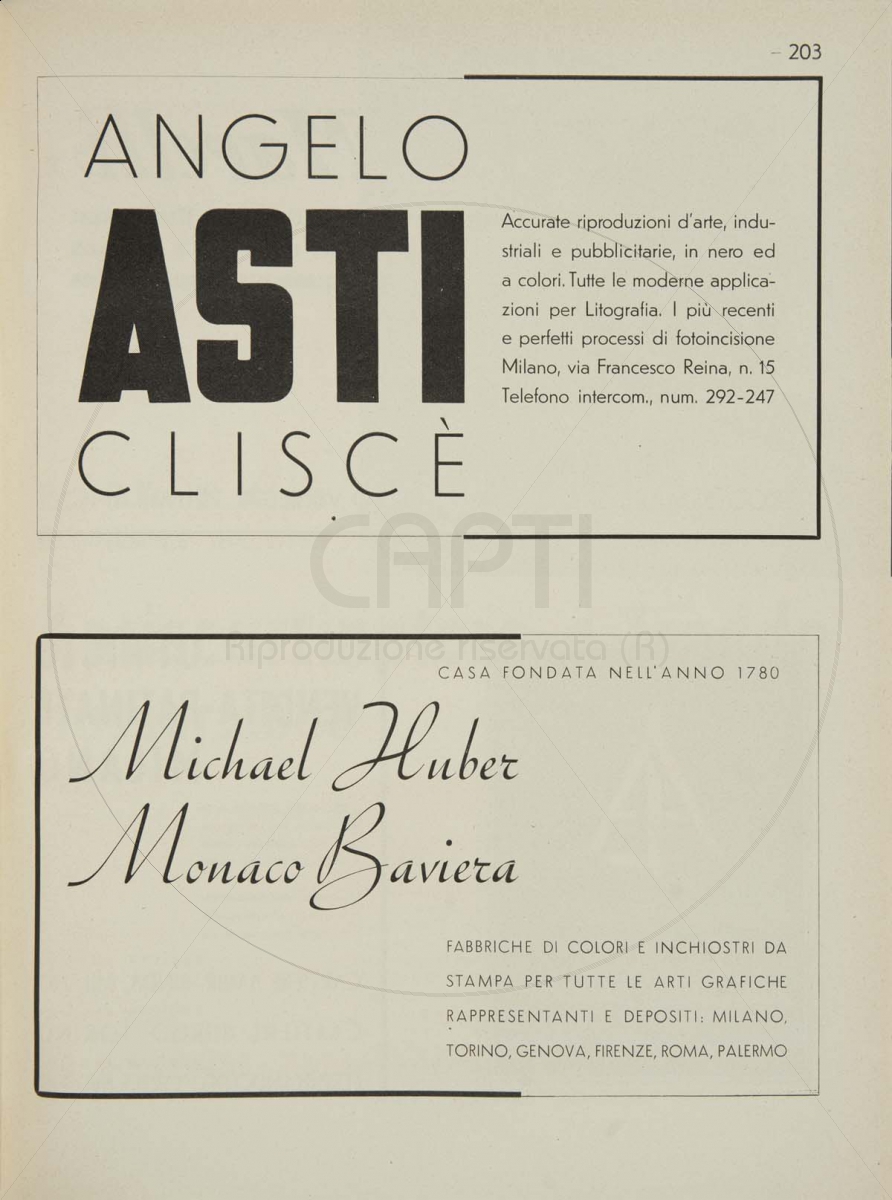 – 203
ANGELO
ASTI
CLISCÈ
Accurate riproduzioni d'arte, indu-
striali e pubblicitarie, in nero ed
a colori. Tutte le moderne applica-
zioni per Litografia. I più recenti
e perfetti processi di fotoincisione
Milano, via Francesco Reina, n. 15
Telefono intercom., num. 292-247
CAPTI
Riproduzione riservata (R)
CASA FONDATA NELL'ANNO 1780
Michael Huber
Monaco Baviera
FABBRICHE DI COLORI E INCHIOSTRI DA
STAMPA PER TUTTE LE ARTI GRAFICHE
RAPPRESENTANTI E DEPOSITI: MILANO,
TORINO, GENOVA, FIRENZE, ROMA, PALERMO